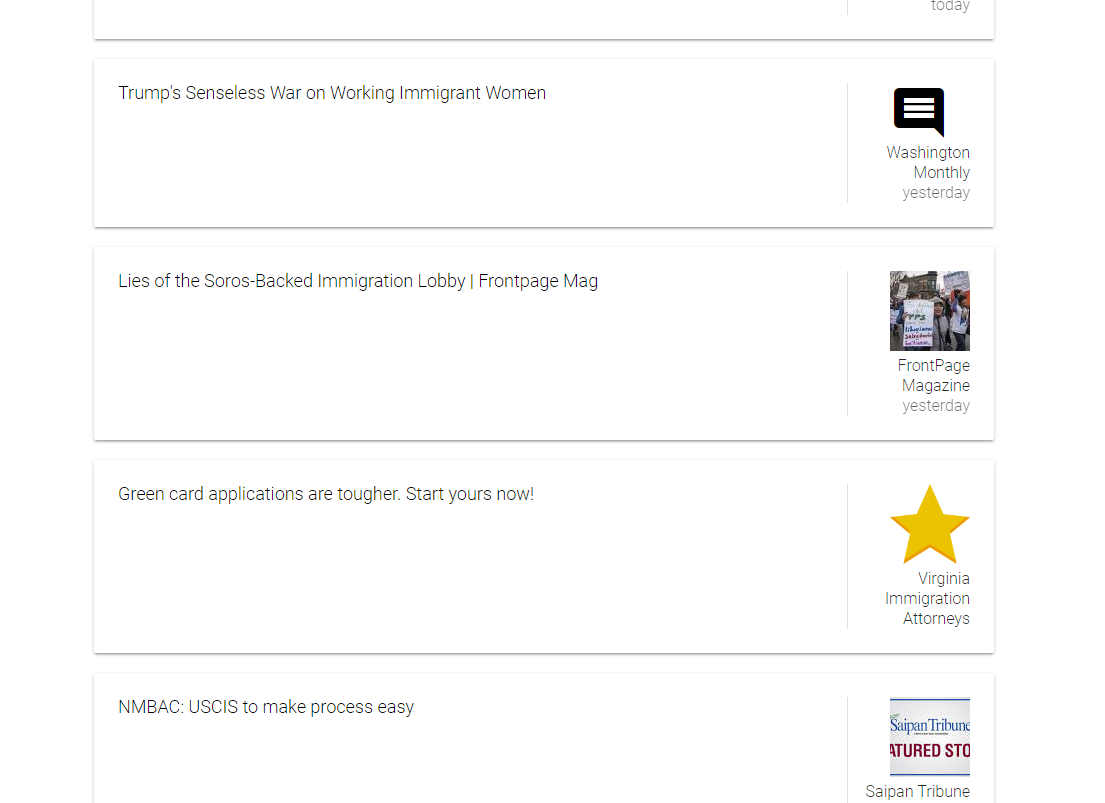 today
Trump's Senseless War on Working Immigrant Women
Washington
Monthly
yesterday
Lies of the Soros-Backed Immigration Lobby | Frontpage Mag
TPS
FrontPage
Magazine
yesterday
Green card applications are tougher. Start yours now!
Virginia
Immigration
Attorneys
NMBAC: USCIS to make process easy
Saipan Tribune
ATURED STO
Saipan Tribune